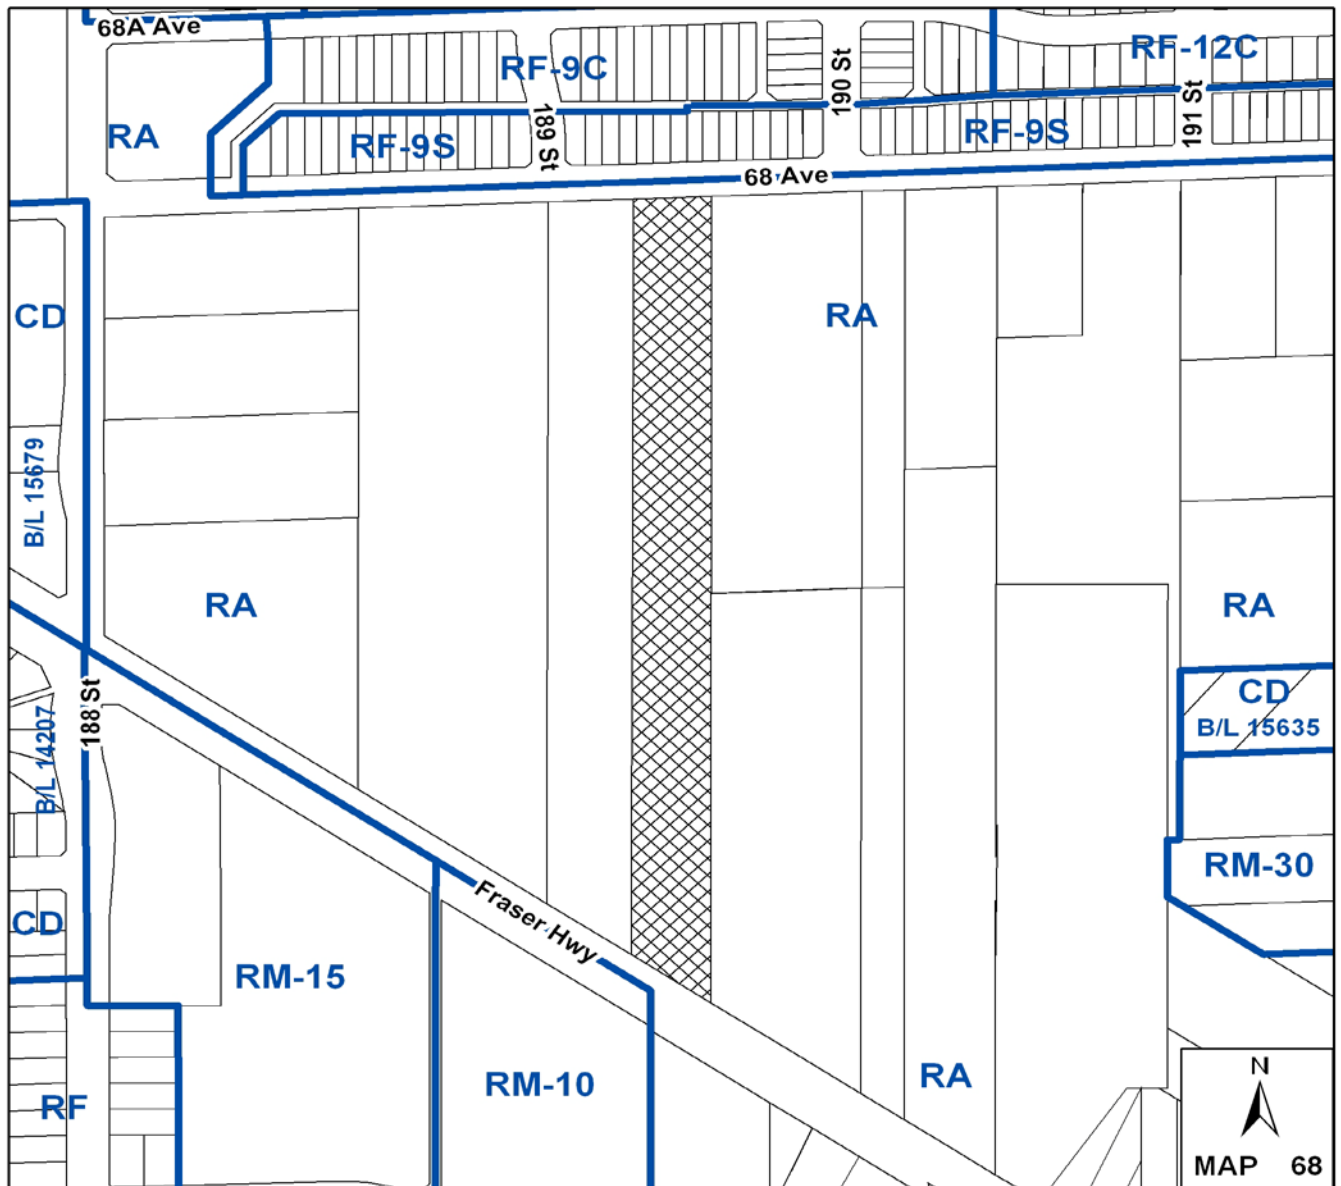 68A Ave
RF-9C
190 St
RF-12C
RA
RF-9S
189 St
RF-9S
191 St
68 Ave
CD
RA
B/L 15679
RA
RA
188 St
B/L 14207
CD
B/L 15635
RM-30
CD
Fraser Hwy
RM-15
RM-10
RA
RF
N
MAP 68